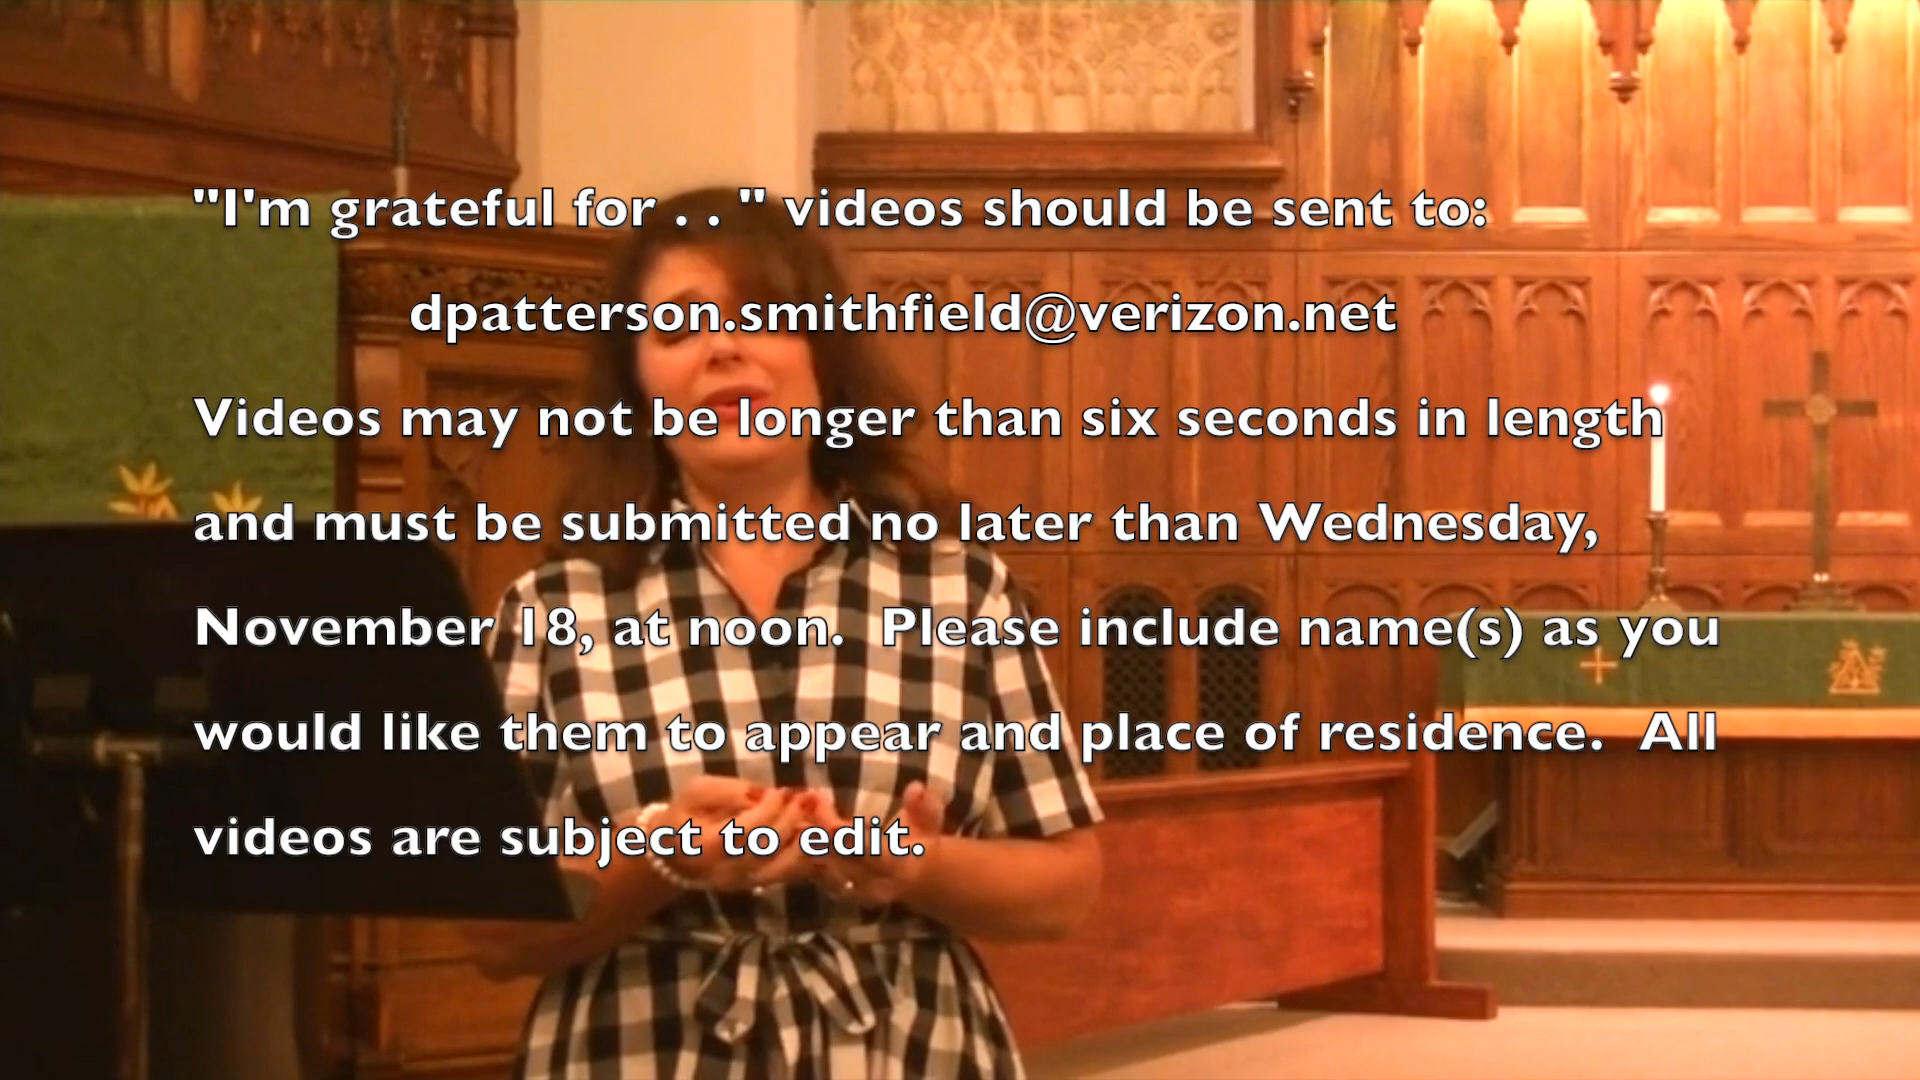 "I'm grateful for . . " videos should be sent to:
dpatterson.smithfield@verizon.net
Videos may not be longer than six seconds in length
and must be submitted no later than Wednesday,
November 18, at noon.  Please include name(s) as you
would like them to appear and place of residence.  All
videos are subject to edit.